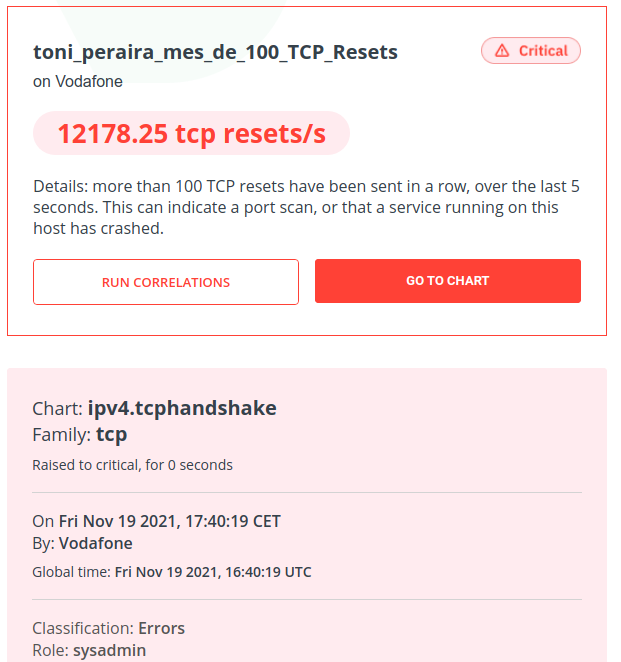 toni_peraira_mes_de_100_TCP_Resets
Critical
on Vodafone
12178.25 tcp resets/s
Details: more than 100 TCP resets have been sent in a row, over the last 5
seconds. This can indicate a port scan, or that a service running on this
host has crashed.
RUN CORRELATIONS
GO TO CHART
Chart: ipv4.tcphandshake
Family: tcp
Raised to critical, for 0 seconds
On Fri Nov 19 2021, 17:40:19 CET
By: Vodafone
Global time: Fri Nov 19 2021, 16:40:19 UTC
Classification: Errors
Role: sysadmin